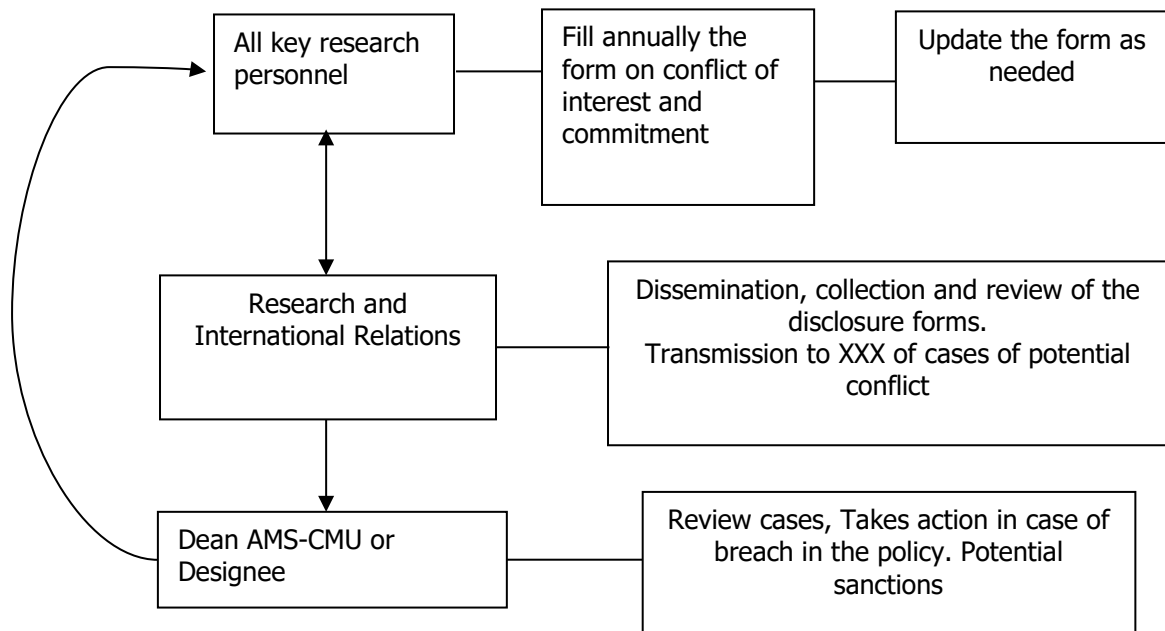 All key research
personnel
Fill annually the
form on conflict of
interest and
commitment
Update the form as
needed
Research and
International Relations
Dissemination, collection and review of the
disclosure forms.
Transmission to XXX of cases of potential
conflict
Dean AMS-CMU or
Designee
Review cases, Takes action in case of
breach in the policy. Potential
sanctions